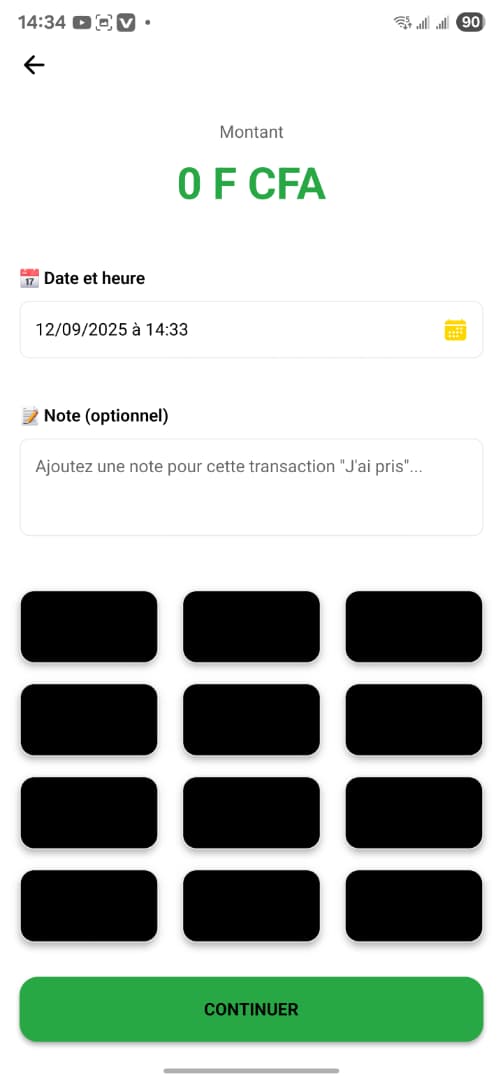 14:34
90
Montant
0 F CFA
📅 Date et heure
12/09/2025 à 14:33
📝 Note (optionnel)
Ajoutez une note pour cette transaction "J'ai pris"...
CONTINUER